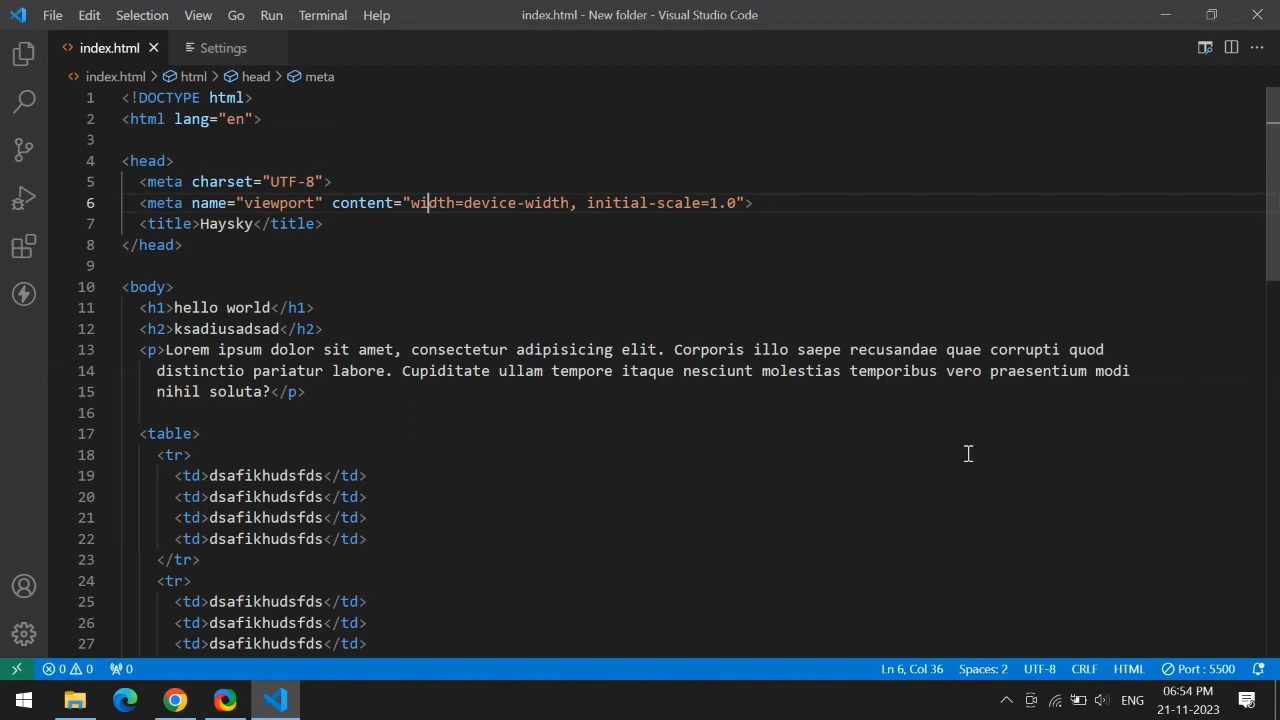 File Edit Selection View Go Run Terminal Help index.html - New folder - Visual Studio Code
index.html Settings
index.html html head meta
1 <!DOCTYPE html>
2 <html lang="en">
3
4 <head>
5 <meta charset="UTF-8">
6 <meta name="viewport" content="width=device-width, initial-scale=1.0">
7 <title>Haysky</title>
8 </head>
9
10 <body>
11 <h1>hello world</h1>
12 <h2>ksadiusadsad</h2>
13 <p>Lorem ipsum dolor sit amet, consectetur adipisicing elit. Corporis illo saepe recusandae quae corrupti quod
14 distinctio pariatur labore. Cupiditate ullam tempore itaque nesciunt molestias temporibus vero praesentium modi
15 nihil soluta?</p>
16
17 <table>
18 <tr>
19 <td>dsafikhudsfds</td>
20 <td>dsafikhudsfds</td>
21 <td>dsafikhudsfds</td>
22 <td>dsafikhudsfds</td>
23 </tr>
24 <tr>
25 <td>dsafikhudsfds</td>
26 <td>dsafikhudsfds</td>
27 <td>dsafikhudsfds</td>
0 0 0 Ln 6, Col 36 Spaces: 2 UTF-8 CRLF HTML Port : 5500
ENG 06:54 PM
21-11-2023